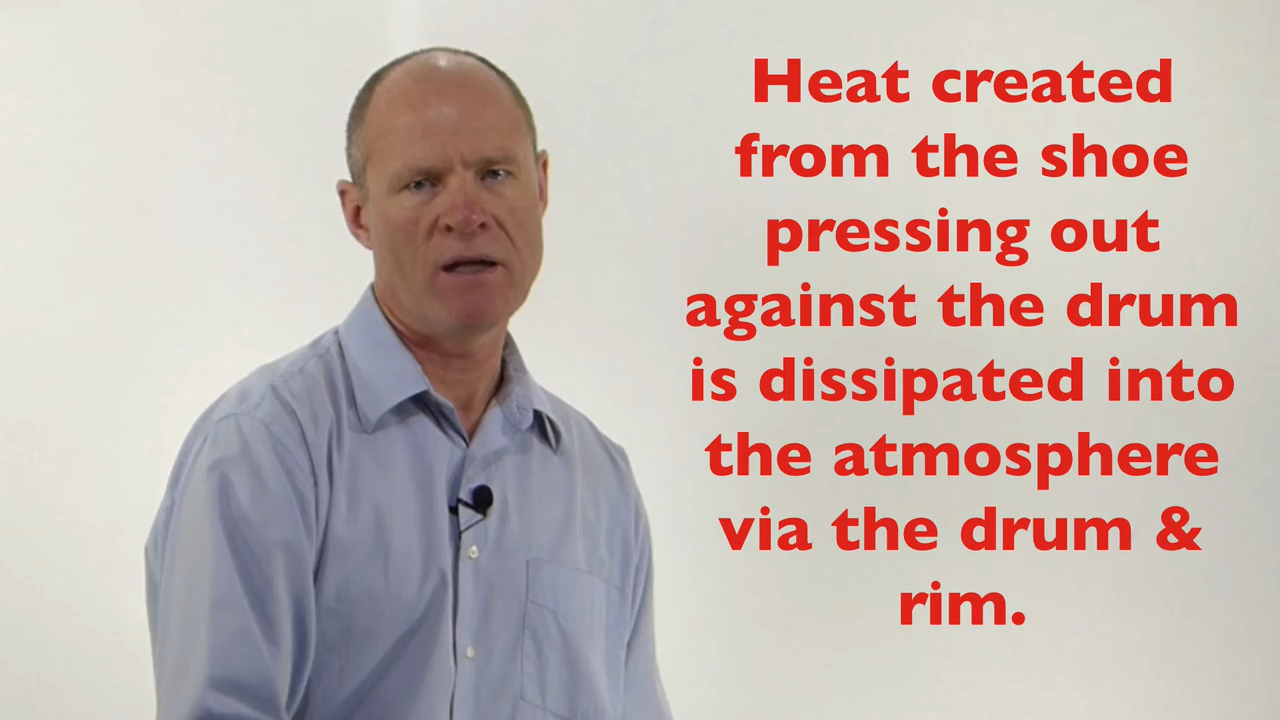 Heat created
from the shoe
pressing out
against the drum
is dissipated into
the atmosphere
via the drum &
rim.